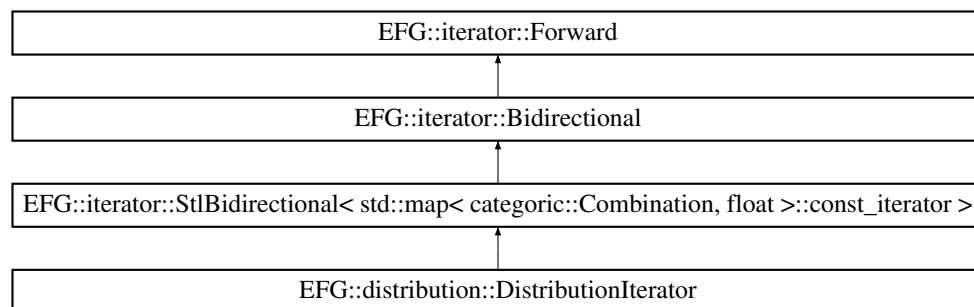 EFG::iterator::Forward
EFG::iterator::Bidirectional
EFG::iterator::StlBidirectional< std::map< categoric::Combination, float >::const_iterator >
EFG::distribution::DistributionIterator